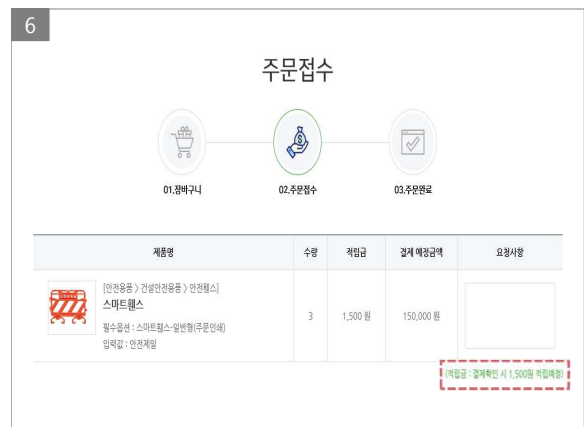 6
주문접수
01.장바구니
02.주문접수
03.주문완료
제품명 수량 적립금 결제 예정금액 요청사항
[안전용품 > 건설안전용품 > 안전휀스]
스마트휀스
필수옵션 : 스마트휀스-일반형(주문인쇄)
입력값 : 안전제일
3 1,500 원 150,000 원
(적립금 : 결제확인 시 1,500원 적립예정)